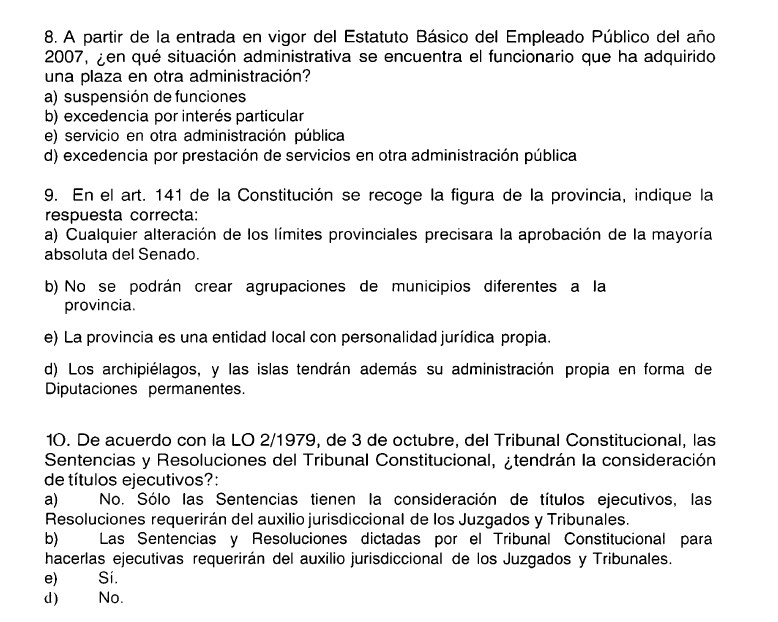 8. A partir de la entrada en vigor del Estatuto Básico del Empleado Público del año
2007, ¿en qué situación administrativa se encuentra el funcionario que ha adquirido
una plaza en otra administración?
a) suspensión de funciones
b) excedencia por interés particular
e) servicio en otra administración pública
d) excedencia por prestación de servicios en otra administración pública
9. En el art. 141 de la Constitución se recoge la figura de la provincia, indique la
respuesta correcta:
a) Cualquier alteración de los límites provinciales precisara la aprobación de la mayoría
absoluta del Senado.
b) No se podrán crear agrupaciones de municipios diferentes a la
provincia.
e) La provincia es una entidad local con personalidad jurídica propia.
d) Los archipiélagos, y las islas tendrán además su administración propia en forma de
Diputaciones permanentes.
10. De acuerdo con la LO 2/1979, de 3 de octubre, del Tribunal Constitucional, las
Sentencias y Resoluciones del Tribunal Constitucional, ¿tendrán la consideración
de títulos ejecutivos?:
a) No. Sólo las Sentencias tienen la consideración de títulos ejecutivos, las
Resoluciones requerirán del auxilio jurisdiccional de los Juzgados y Tribunales.
b) Las Sentencias y Resoluciones dictadas por el Tribunal Constitucional para
hacerlas ejecutivas requerirán del auxilio jurisdiccional de los Juzgados y Tribunales.
e) Sí.
d) No.